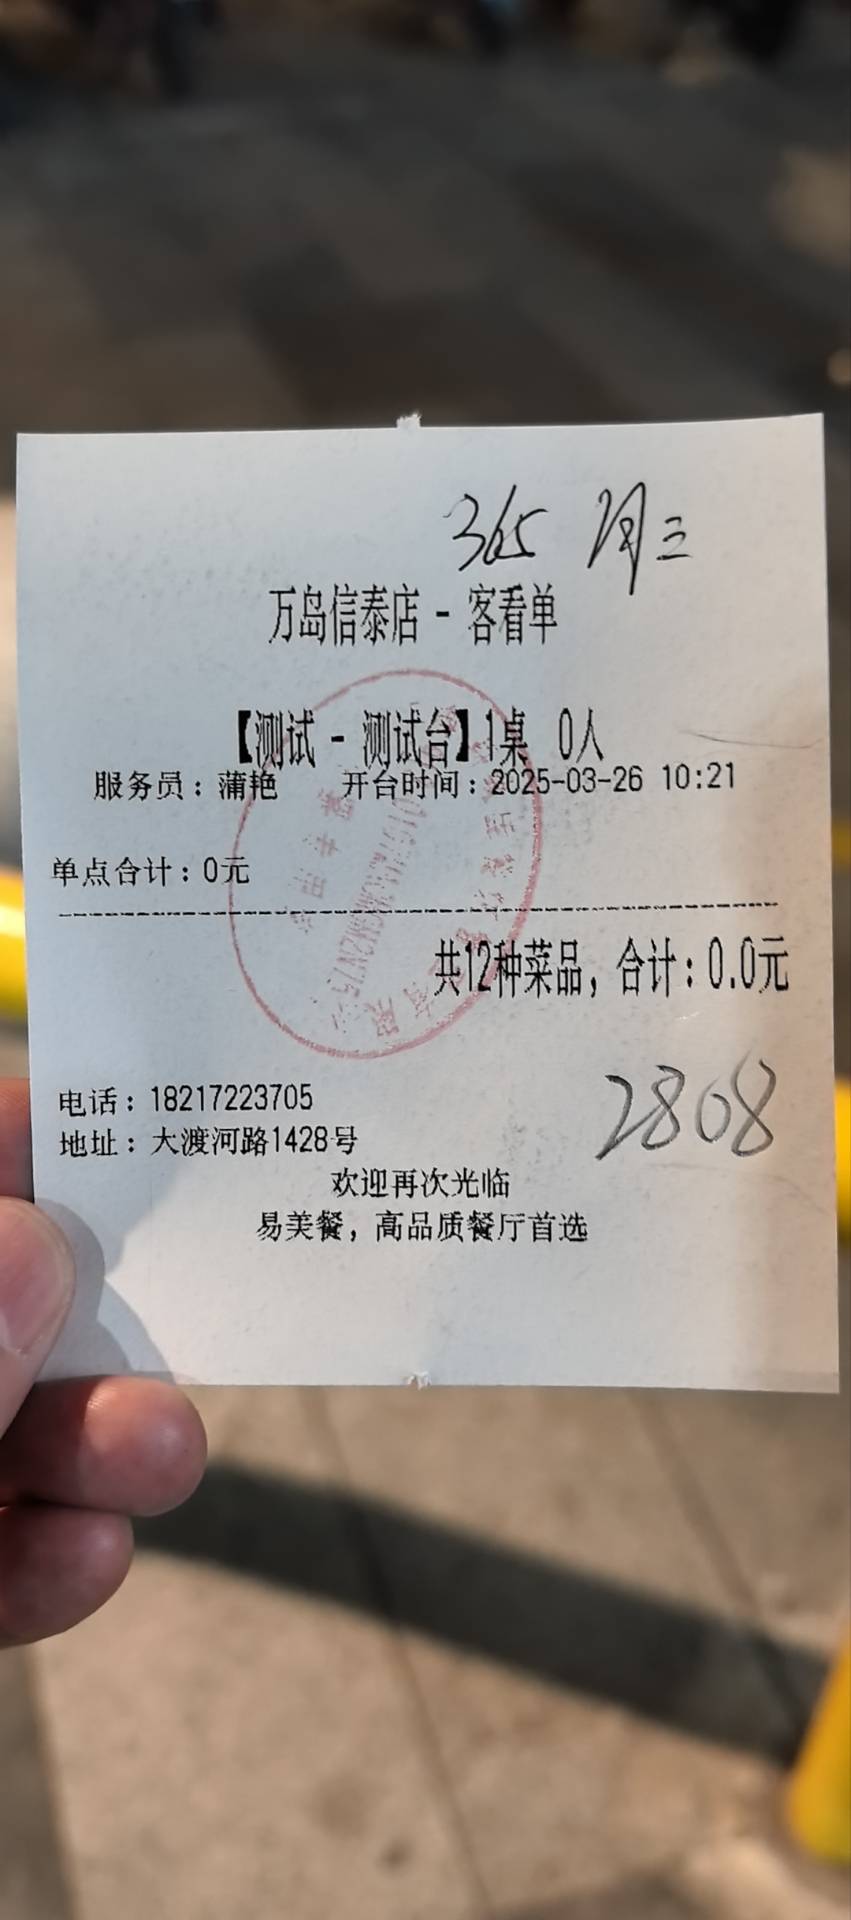 365 周三
万岛信泰店 - 客看单
【测试 - 测试台】1桌 0人
服务员：蒲艳 开台时间：2025-03-26 10:21
单点合计：0元
共12种菜品，合计：0.0元
电话：18217223705
2808
地址：大渡河路1428号
欢迎再次光临
易美餐，高品质餐厅首选